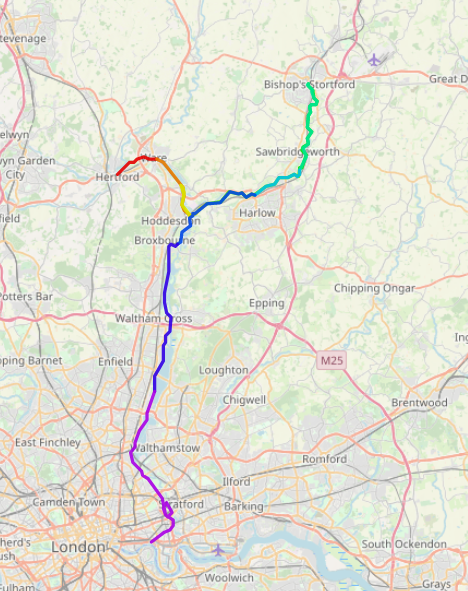 tevenage
Bishop's Stortford
Great D
elwyn
wyn Garden
City
Ware
Hertford
Sawbridgeworth
field
Hoddesdon
Harlow
Broxbourne
Potters Bar
Epping
Chipping Ongar
Waltham Cross
Ing
pping Barnet
Enfield
Loughton
M25
Chigwell
Brentwood
East Finchley
Walthamstow
Romford
Ilford
Camden Town
Stratford
Barking
herd's
ush
London
South Ockendon
Woolwich
Fulham
Grays